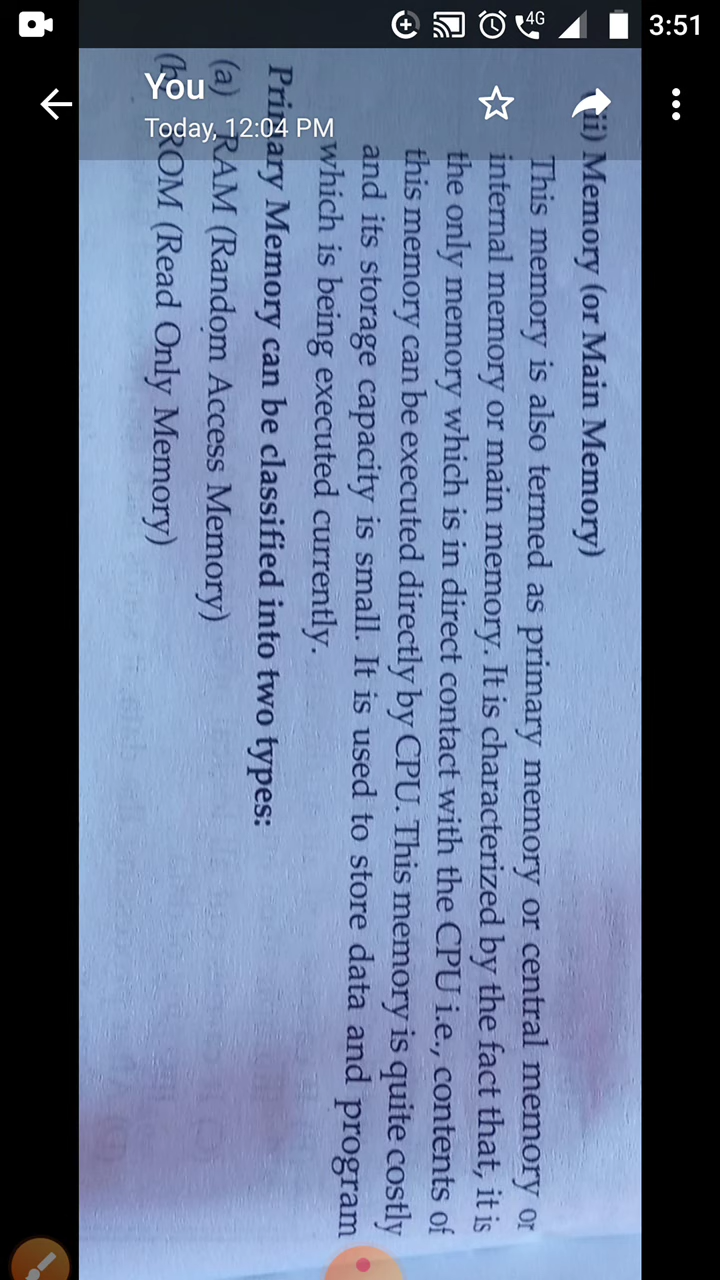 4G
3:51
You
Today, 12:04 PM
ii) Memory (or Main Memory)
This memory is also termed as primary memory or central memory or
internal memory or main memory. It is characterized by the fact that, it is
the only memory which is in direct contact with the CPU i.e., contents of
this memory can be executed directly by CPU. This memory is quite costly
and its storage capacity is small. It is used to store data and program
which is being executed currently.
Primary Memory can be classified into two types:
(a) RAM (Random Access Memory)
(b) ROM (Read Only Memory)